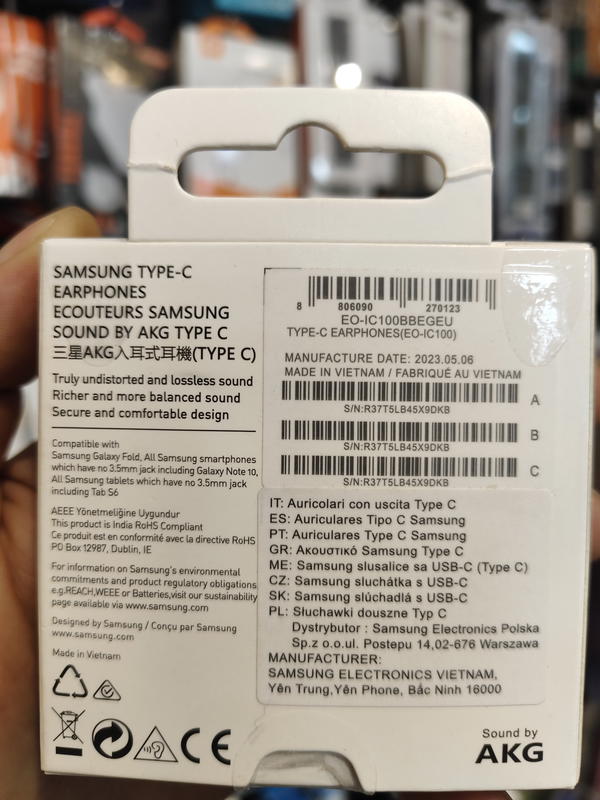 SAMSUNG TYPE-C
EARPHONES
ECOUTEURS SAMSUNG
SOUND BY AKG TYPE C
三星AKG入耳式耳機(TYPE C)
Truly undistorted and lossless sound
Richer and more balanced sound
Secure and comfortable design
Compatible with
Samsung Galaxy Fold, All Samsung smartphones
which have no 3.5mm jack including Galaxy Note 10,
All Samsung tablets which have no 3.5mm jack
including Tab S6
AEEE Yönetmeliğine Uygundur
This product is India RoHS Compliant
Ce produit est en conformité avec la directive RoHS
PO Box 12987, Dublin, IE
For information on Samsung's environmental
commitments and product regulatory obligations
e.g.REACH,WEEE or Batteries,visit our sustainability
page available via www.samsung.com
Designed by Samsung / Conçu par Samsung
www.samsung.com
Made in Vietnam
CE
8 806090 270123
EO-IC100BBEGEU
TYPE-C EARPHONES(EO-IC100)
MANUFACTURE DATE: 2023.05.06
MADE IN VIETNAM / FABRIQUÉ AU VIETNAM
A
S/N:R37T5LB45X9DKB
B
S/N:R37T5LB45X9DKB
C
S/N:R37T5LB45X9DKB
IT: Auricolari con uscita Type C
ES: Auriculares Tipo C Samsung
PT: Auriculares Type C Samsung
GR: Ακουστικό Samsung Type C
ME: Samsung slusalice sa USB-C (Type C)
CZ: Samsung sluchátka s USB-C
SK: Samsung slúchadlá s USB-C
PL: Słuchawki douszne Typ C
Dystrybutor : Samsung Electronics Polska
Sp.z o.o.ul. Postepu 14,02-676 Warszawa
MANUFACTURER:
SAMSUNG ELECTRONICS VIETNAM,
Yên Trung,Yên Phone, Bắc Ninh 16000
Sound by
AKG